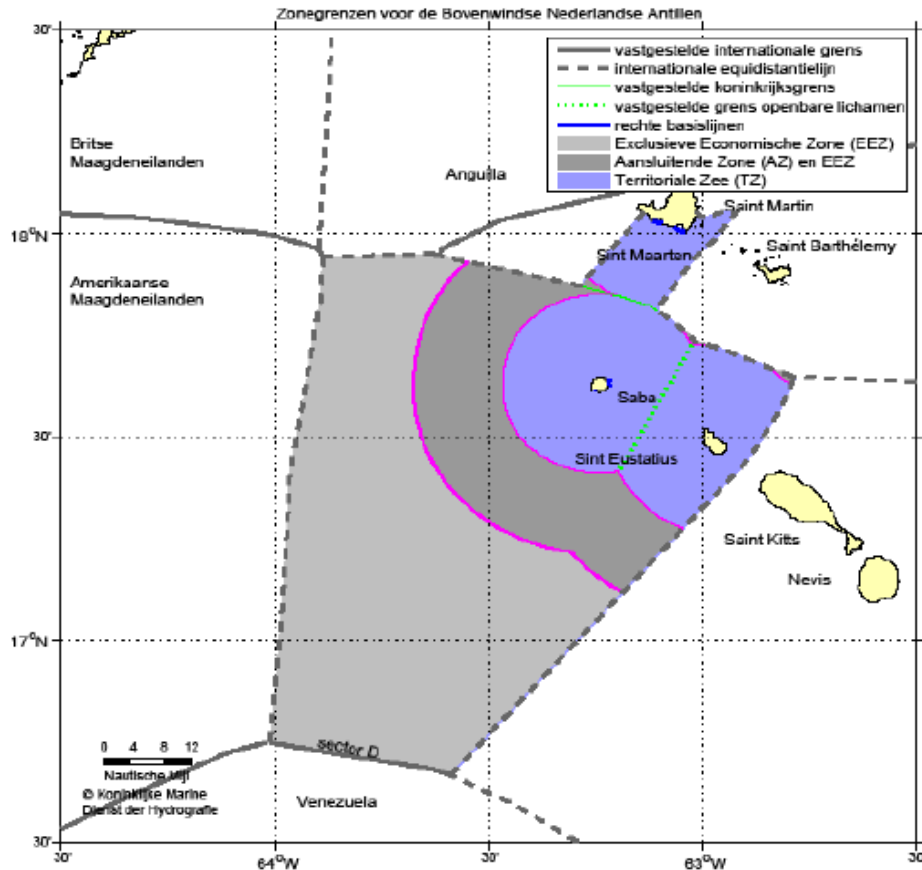 Zonegrenzen voor de Bovenwindse Nederlandse Antillen
30'
vastgestelde internationale grens
internationale equidistantielijn
vastgestelde koninkrijksgrens
vastgestelde grens openbare lichamen
rechte basislijnen
Exclusieve Economische Zone (EEZ)
Aansluitende Zone (AZ) en EEZ
Territoriale Zee (TZ)
Britse
Maagdeneilanden
Anguilla
Saint Martin
18°N
Sint Maarten
Saint Barthélemy
Amerikaanse
Maagdeneilanden
Saba
30'
Sint Eustatius
Saint Kitts
Nevis
17°N
sector D
0 4 8 12
Nautische Mijl
© Koninklijke Marine
Dienst der Hydrografie
Venezuela
30'
30' 64°W 30' 63°W 30'